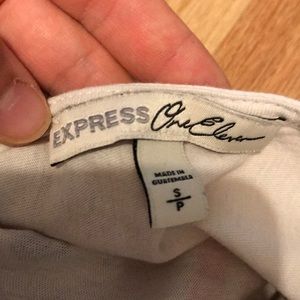 EXPRESS One Eleven
MADE IN
GUATEMALA
S
P